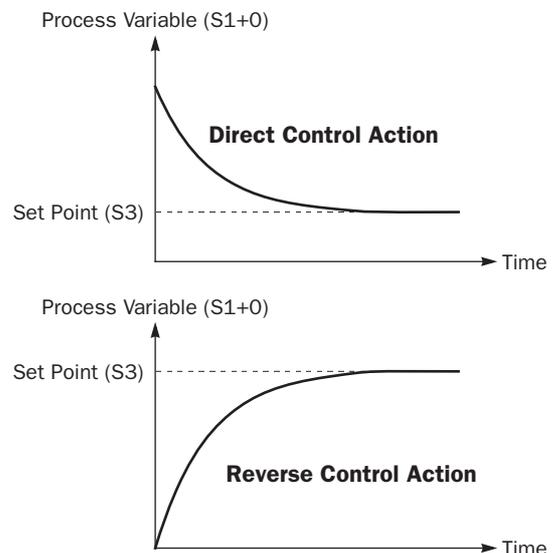 Process Variable (S1+0)
Direct Control Action
Set Point (S3)
Time
Process Variable (S1+0)
Set Point (S3)
Reverse Control Action
Time